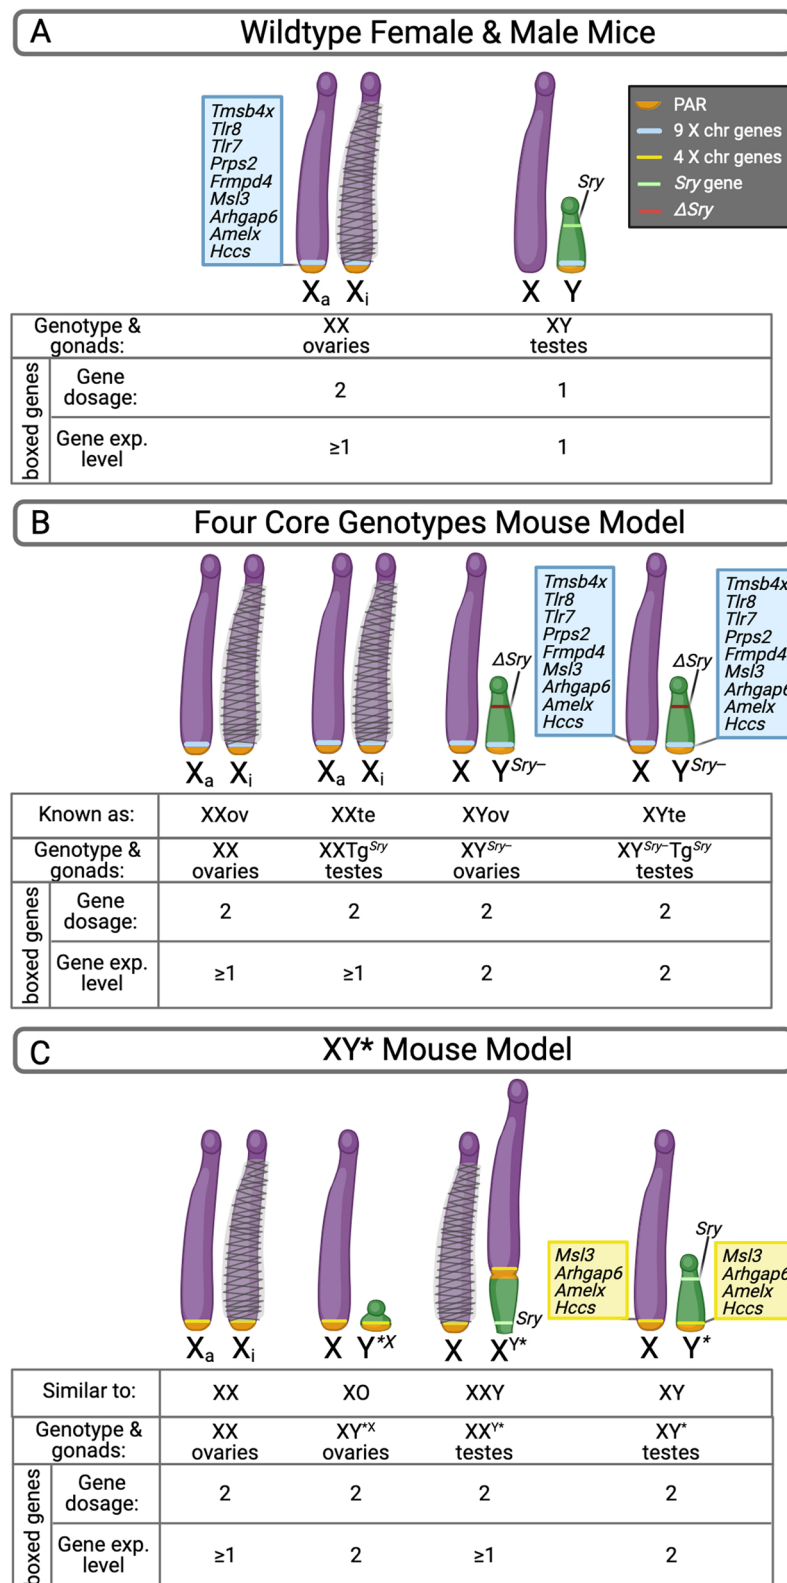 A
Wildtype Female & Male Mice
Tmsb4x
Tlr8
Tlr7
Prps2
Frmpd4
Msl3
Arhgap6
Amelx
Hccs
Sry
PAR
9 X chr genes
4 X chr genes
Sry gene
ΔSry
Xa Xi
X Y
Genotype & gonads:
XX ovaries
XY testes
boxed genes
Gene dosage:
2
1
Gene exp. level
≥1
1
B
Four Core Genotypes Mouse Model
ΔSry
Tmsb4x
Tlr8
Tlr7
Prps2
Frmpd4
Msl3
Arhgap6
Amelx
Hccs
ΔSry
Tmsb4x
Tlr8
Tlr7
Prps2
Frmpd4
Msl3
Arhgap6
Amelx
Hccs
Xa Xi
Xa Xi
X YSry–
X YSry–
Known as:
XXov
XXte
XYov
XYte
Genotype & gonads:
XX ovaries
XXTgSry testes
XYSry– ovaries
XYSry–TgSry testes
boxed genes
Gene dosage:
2
2
2
2
Gene exp. level
≥1
≥1
2
2
C
XY* Mouse Model
Msl3
Arhgap6
Amelx
Hccs
Sry
Msl3
Arhgap6
Amelx
Hccs
Sry
Xa Xi
X Y*X
X XY*
X Y*
Similar to:
XX
XO
XXY
XY
Genotype & gonads:
XX ovaries
XY*X ovaries
XXY* testes
XY* testes
boxed genes
Gene dosage:
2
2
2
2
Gene exp. level
≥1
2
≥1
2